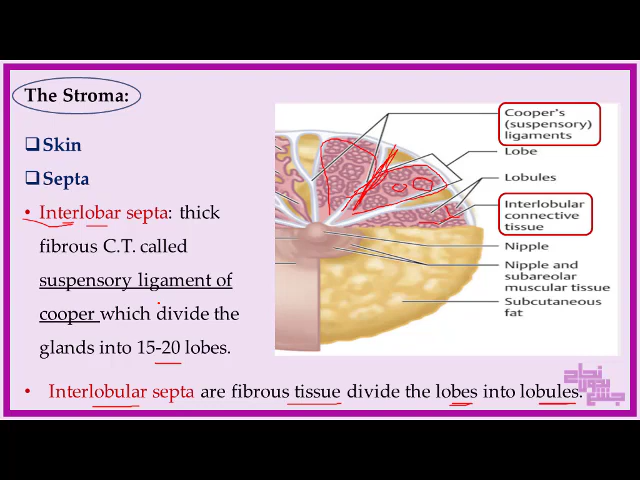 The Stroma:
❑Skin
❑Septa
• Interlobar septa: thick
fibrous C.T. called
suspensory ligament of
cooper which divide the
glands into 15-20 lobes.
• Interlobular septa are fibrous tissue divide the lobes into lobules.
Cooper's
(suspensory)
ligaments
Lobe
Lobules
Interlobular
connective
tissue
Nipple
Nipple and
subareolar
muscular tissue
Subcutaneous
fat